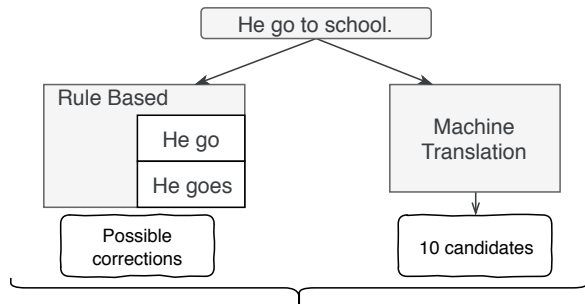 He go to school.
Rule Based
He go
He goes
Machine
Translation
Possible
corrections
10 candidates